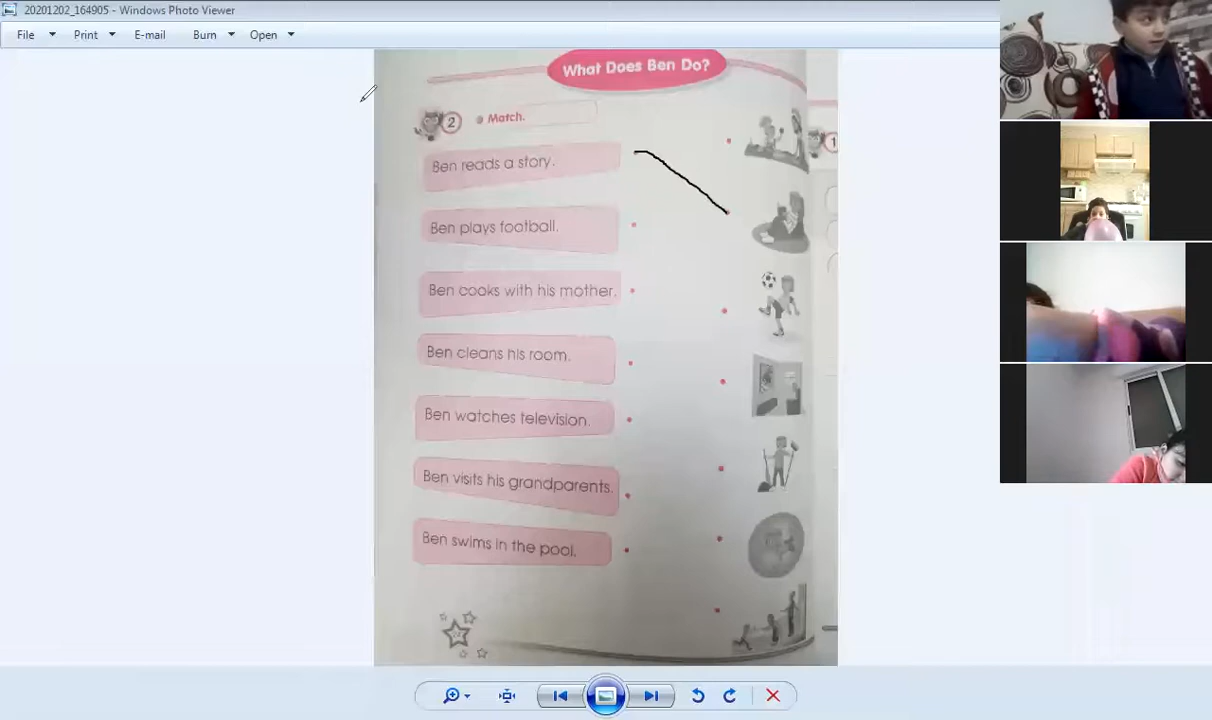 20201202_164905 - Windows Photo Viewer
File Print E-mail Burn Open
What Does Ben Do?
2 Match.
1
Ben reads a story.
Ben plays football.
Ben cooks with his mother.
Ben cleans his room.
Ben watches television.
Ben visits his grandparents.
Ben swims in the pool.